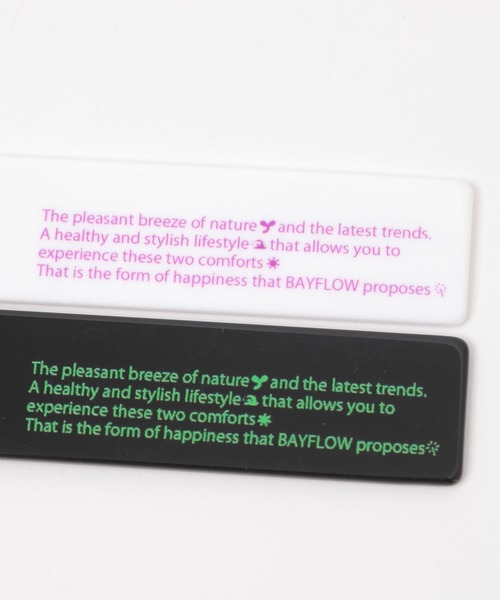 The pleasant breeze of nature and the latest trends.
A healthy and stylish lifestyle that allows you to
experience these two comforts
That is the form of happiness that BAYFLOW proposes
The pleasant breeze of nature and the latest trends.
A healthy and stylish lifestyle that allows you to
experience these two comforts
That is the form of happiness that BAYFLOW proposes